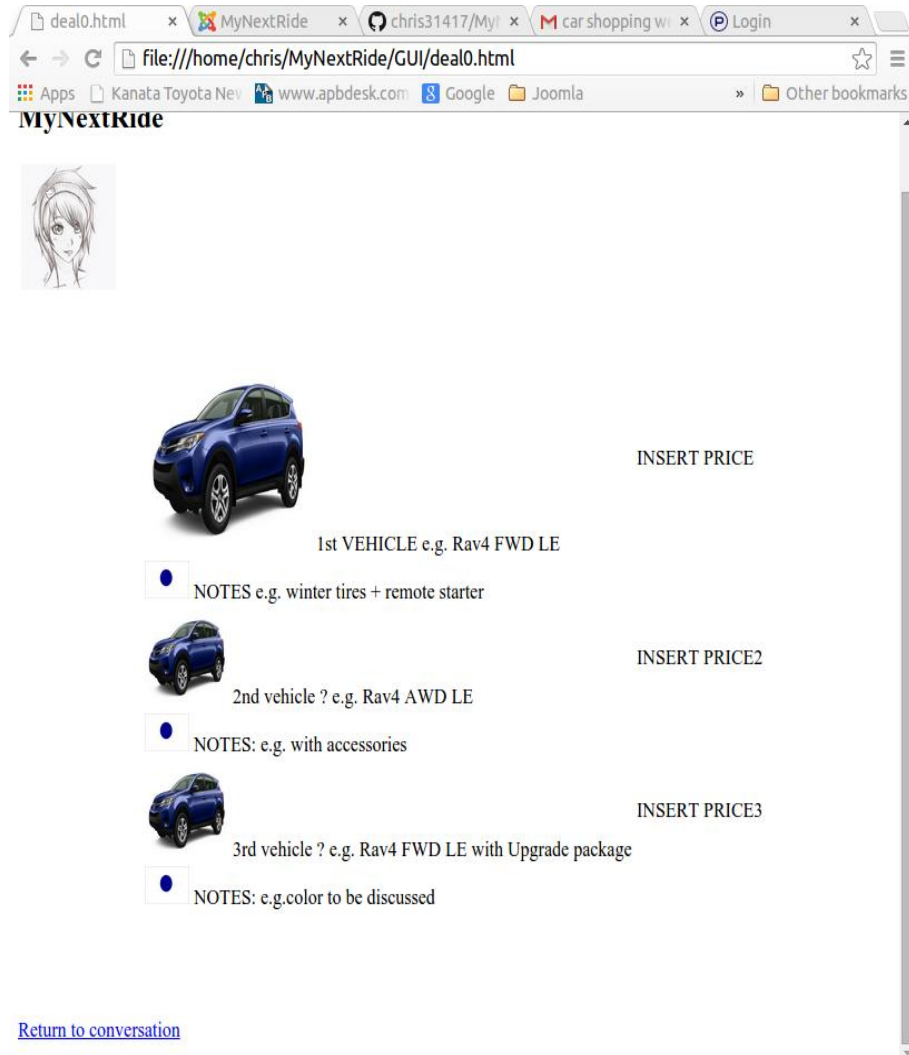 deal0.html
MyNextRide
chris31417/MyN
car shopping w
Login
file:///home/chris/MyNextRide/GUI/deal0.html
Apps
Kanata Toyota Nev
www.apbdesk.com
Google
Joomla
»
Other bookmarks
MyNextRide
INSERT PRICE
1st VEHICLE e.g. Rav4 FWD LE
NOTES e.g. winter tires + remote starter
INSERT PRICE2
2nd vehicle ? e.g. Rav4 AWD LE
NOTES: e.g. with accessories
INSERT PRICE3
3rd vehicle ? e.g. Rav4 FWD LE with Upgrade package
NOTES: e.g.color to be discussed
Return to conversation